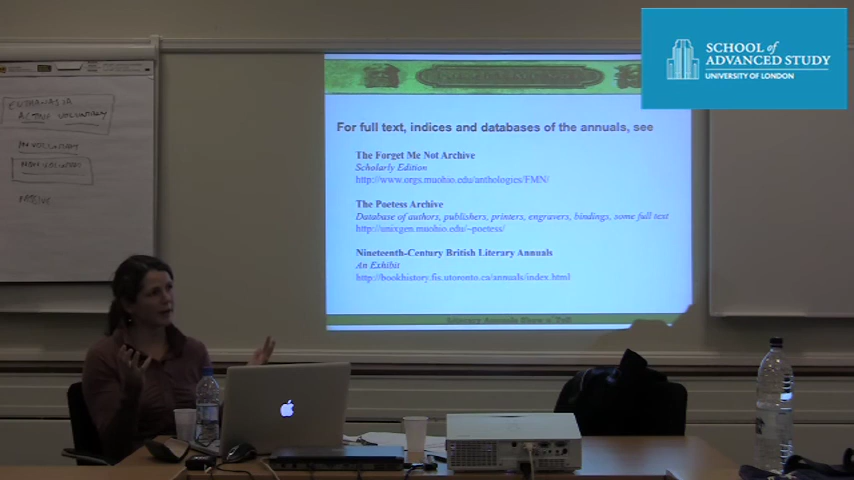 SCHOOL of
ADVANCED STUDY
UNIVERSITY OF LONDON
EUTHANASIA
ACTIVE VOLUNTARY
For full text, indices and databases of the annuals, see
The Forget Me Not Archive
Scholarly Edition
http://www.orgs.muohio.edu/anthologies/FMN/
The Poetess Archive
Database of authors, publishers, printers, engravers, bindings, some full text
http://unixgen.muohio.edu/~poetess/
Nineteenth-Century British Literary Annuals
An Exhibit
http://bookhistory.fis.utoronto.ca/annuals/index.html